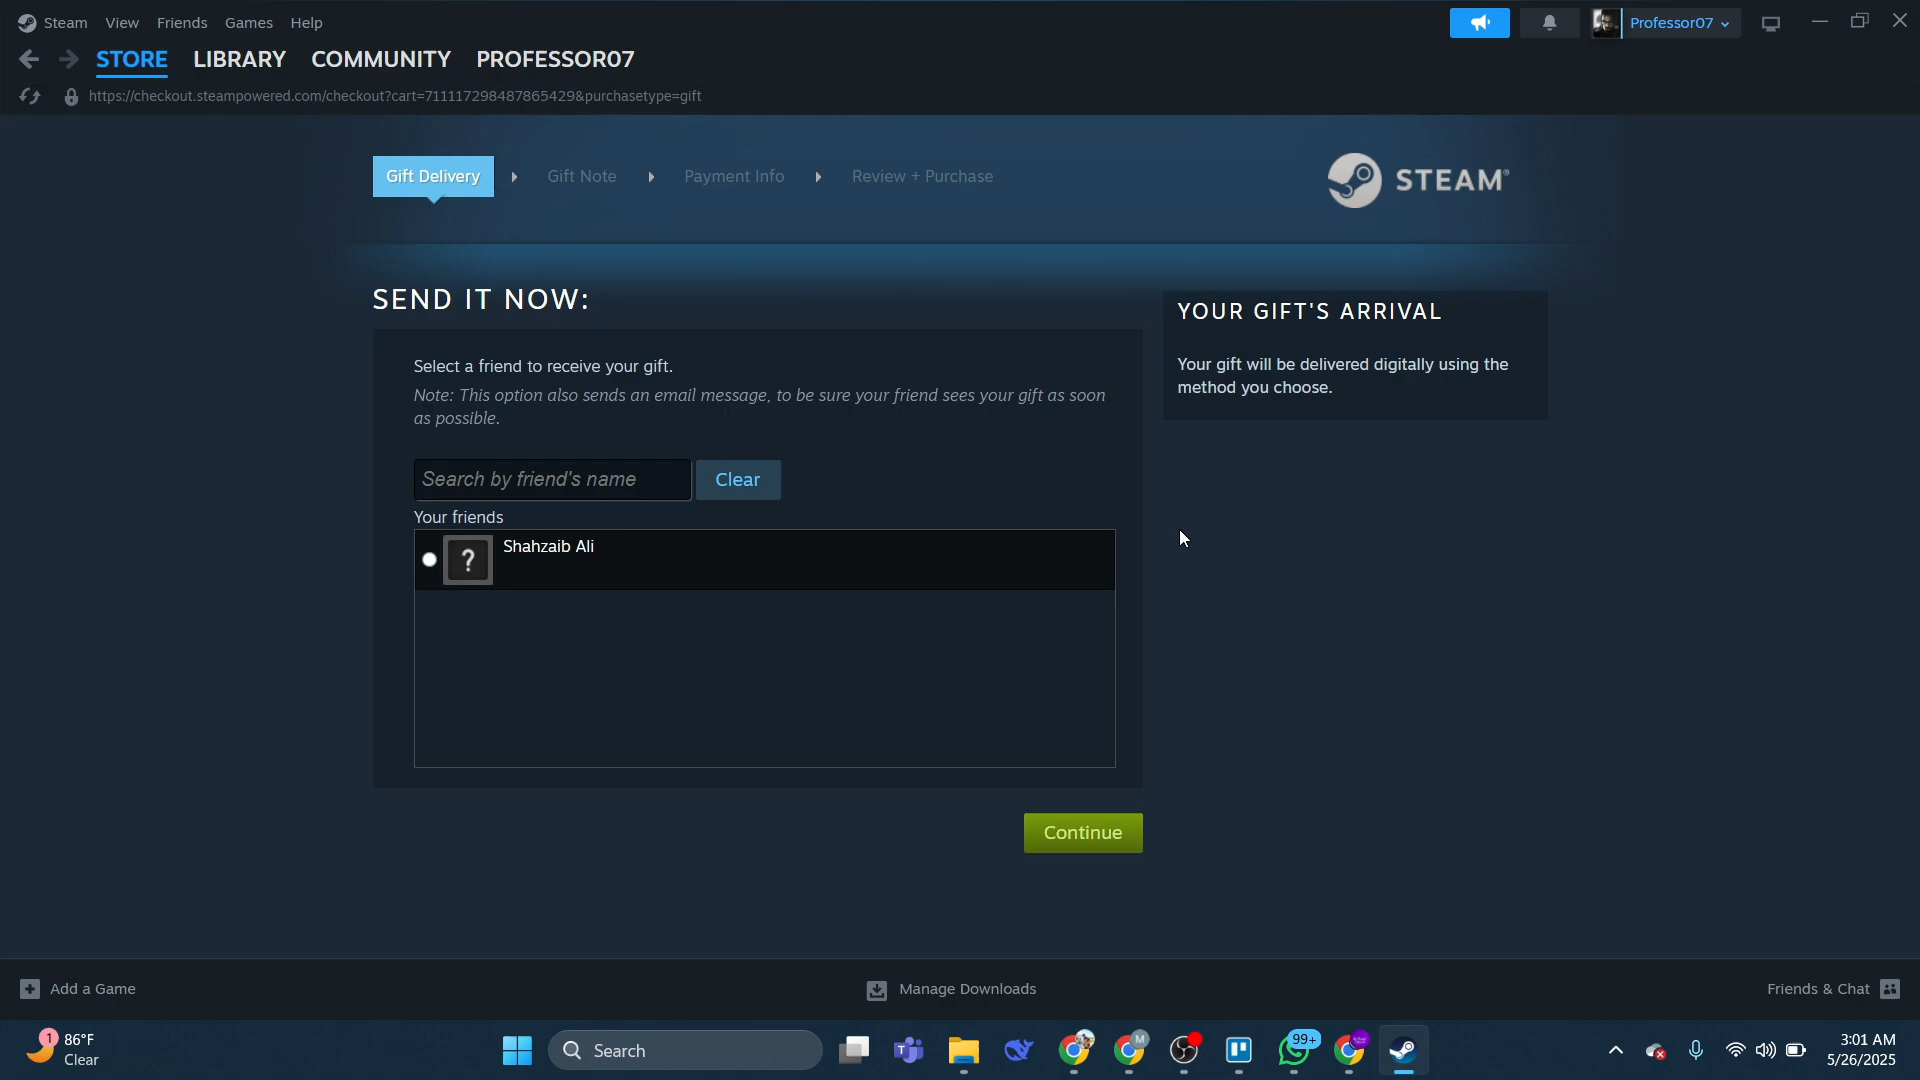 Steam View Friends Games Help
Professor07
STORE LIBRARY COMMUNITY PROFESSOR07
https://checkout.steampowered.com/checkout?cart=711117298487865429&purchasetype=gift
Gift Delivery Gift Note Payment Info Review + Purchase
STEAM®
SEND IT NOW:
Select a friend to receive your gift.
Note: This option also sends an email message, to be sure your friend sees your gift as soon
as possible.
Search by friend's name Clear
Your friends
? Shahzaib Ali
Continue
YOUR GIFT'S ARRIVAL
Your gift will be delivered digitally using the
method you choose.
Add a Game Manage Downloads Friends & Chat
1 86°F
Clear
Search
M
99+
3:01 AM
5/26/2025